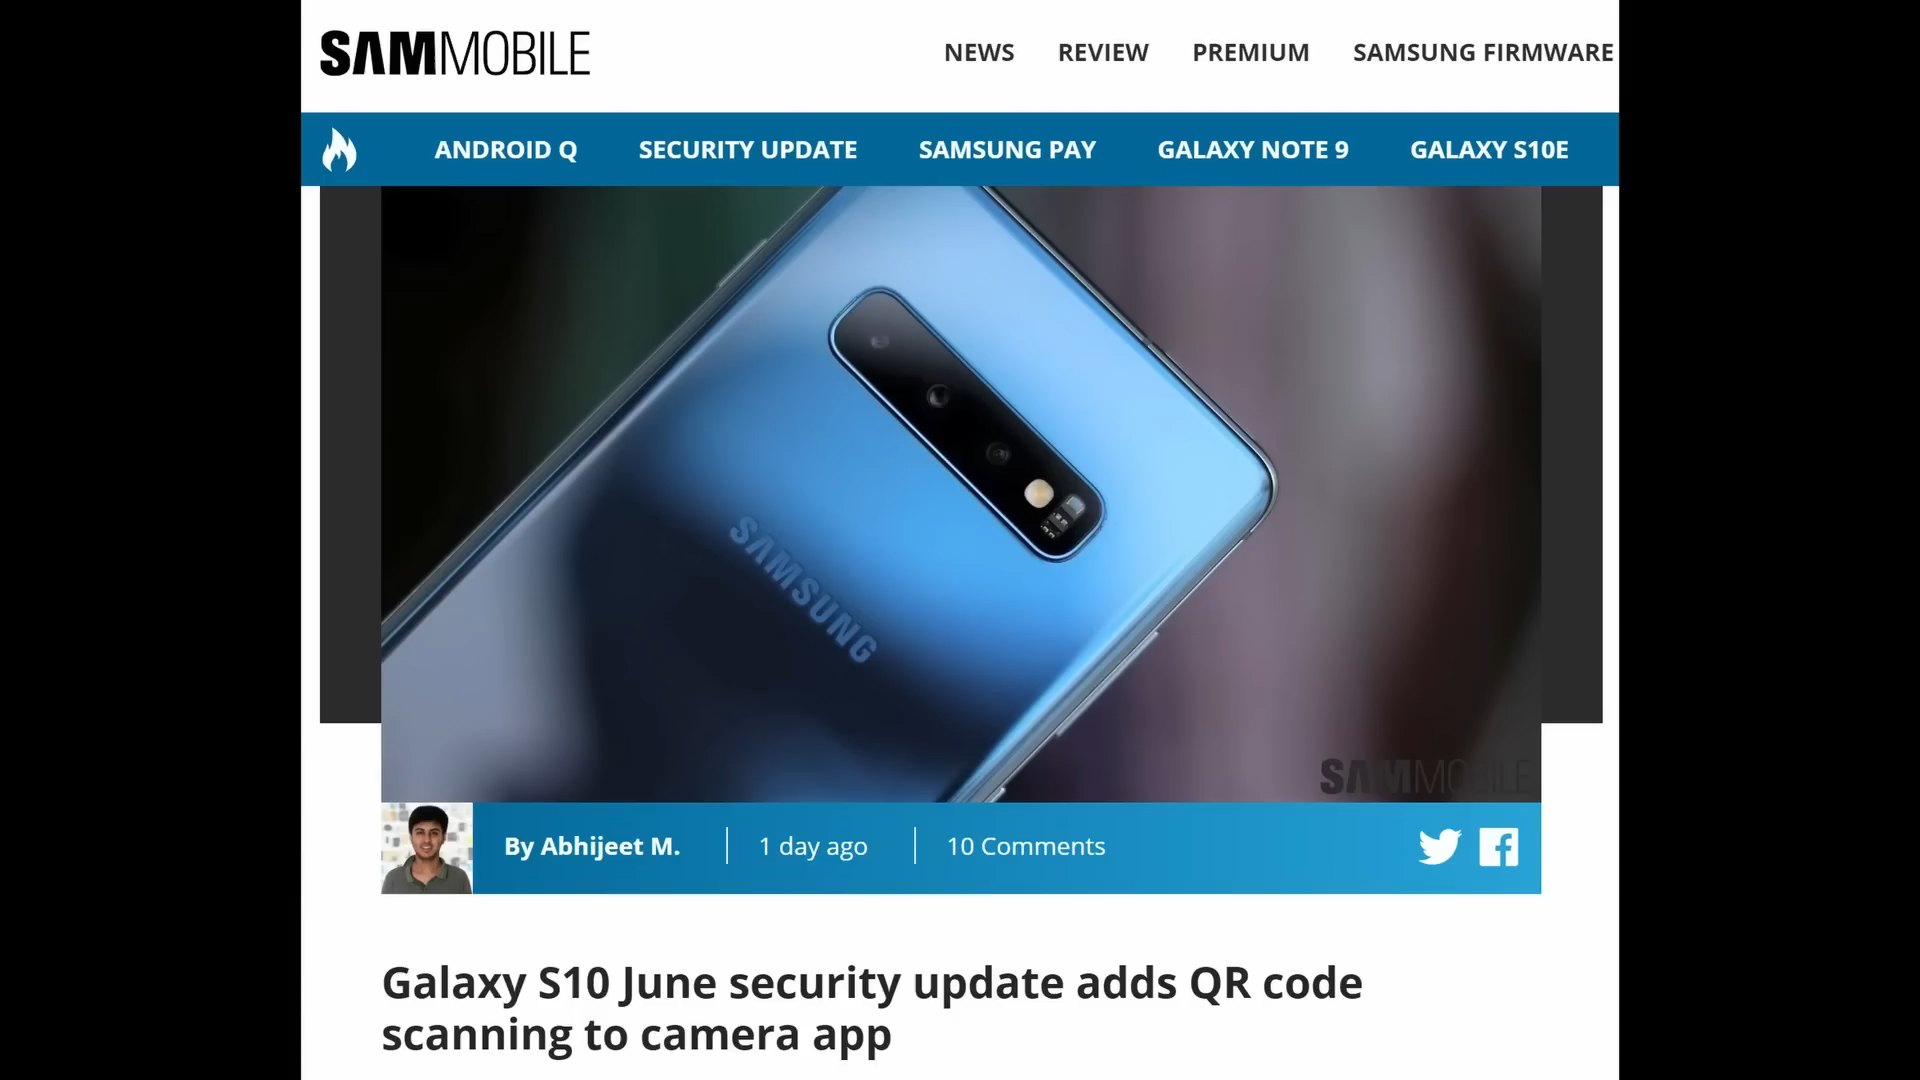 SAMMOBILE
NEWS REVIEW PREMIUM SAMSUNG FIRMWARE
ANDROID Q SECURITY UPDATE SAMSUNG PAY GALAXY NOTE 9 GALAXY S10E
SAMSUNG
SAMMOBILE
By Abhijeet M. 1 day ago 10 Comments
Galaxy S10 June security update adds QR code
scanning to camera app